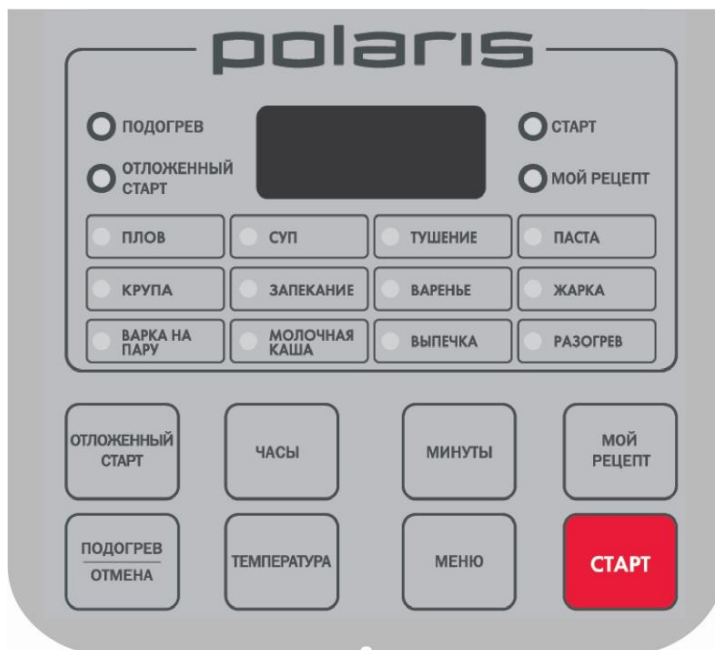 polaris
ПОДОГРЕВ
СТАРТ
ОТЛОЖЕННЫЙ
СТАРТ
МОЙ РЕЦЕПТ
ПЛОВ
СУП
ТУШЕНИЕ
ПАСТА
КРУПА
ЗАПЕКАНИЕ
ВАРЕНЬЕ
ЖАРКА
ВАРКА НА
ПАРУ
МОЛОЧНАЯ
КАША
ВЫПЕЧКА
РАЗОГРЕВ
ОТЛОЖЕННЫЙ
СТАРТ
ЧАСЫ
МИНУТЫ
МОЙ
РЕЦЕПТ
ПОДОГРЕВ
ОТМЕНА
ТЕМПЕРАТУРА
МЕНЮ
СТАРТ